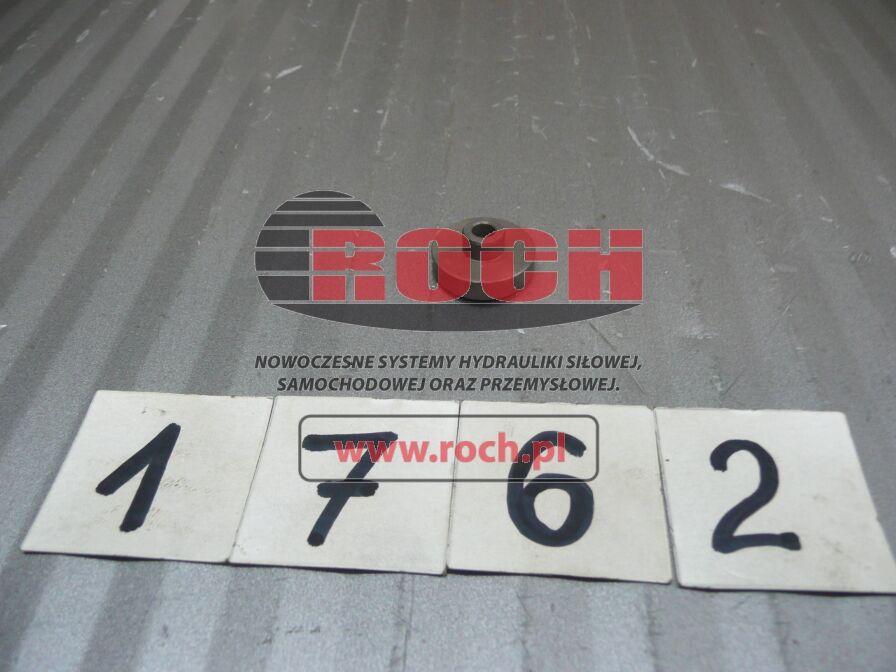 ROCH
NOWOCZESNE SYSTEMY HYDRAULIKI SIŁOWEJ,
SAMOCHODOWEJ ORAZ PRZEMYSŁOWEJ.
www.roch.pl
1 7 6 2